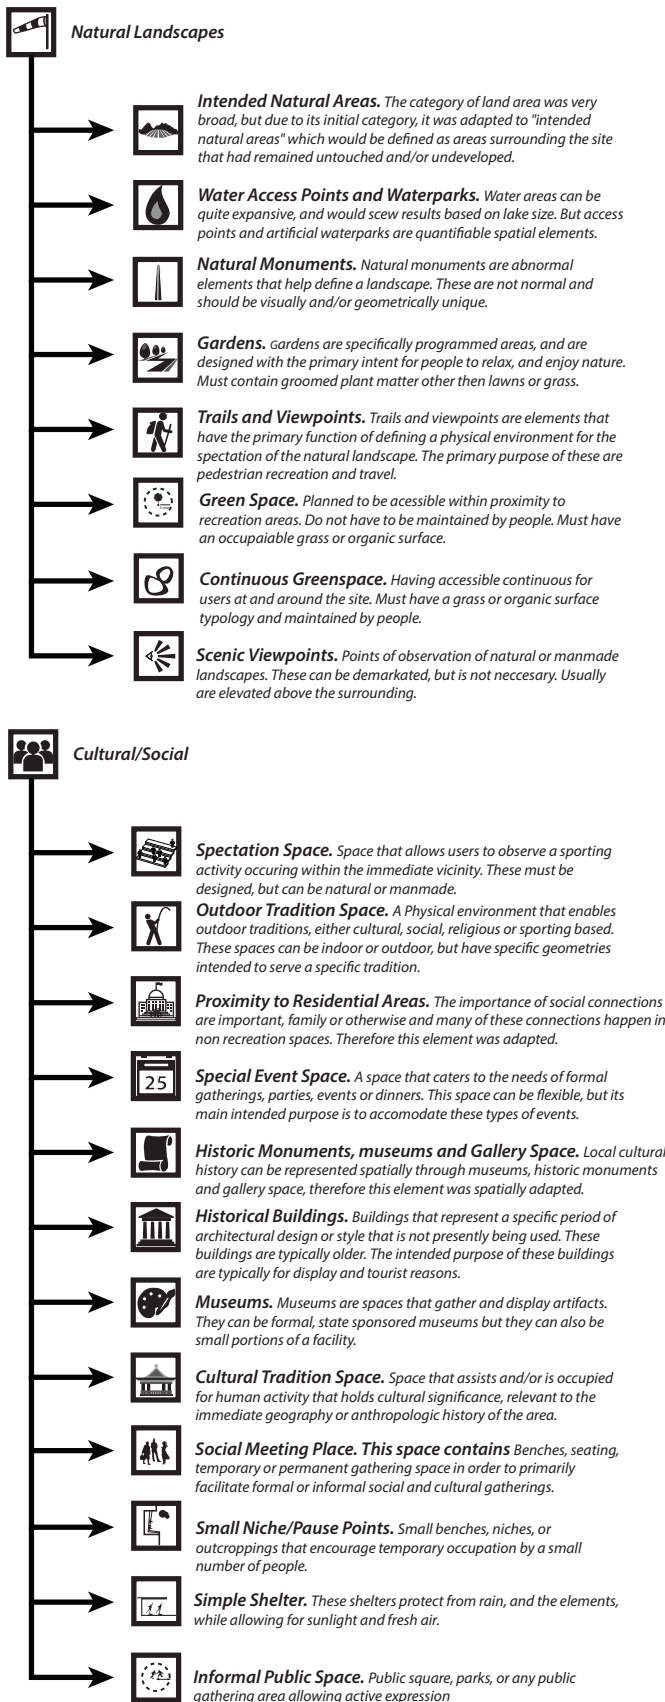 Natural Landscapes
Intended Natural Areas. The category of land area was very
broad, but due to its initial category, it was adapted to "intended
natural areas" which would be defined as areas surrounding the site
that had remained untouched and/or undeveloped.
Water Access Points and Waterparks. Water areas can be
quite expansive, and would scew results based on lake size. But access
points and artificial waterparks are quantifiable spatial elements.
Natural Monuments. Natural monuments are abnormal
elements that help define a landscape. These are not normal and
should be visually and/or geometrically unique.
Gardens. Gardens are specifically programmed areas, and are
designed with the primary intent for people to relax, and enjoy nature.
Must contain groomed plant matter other then lawns or grass.
Trails and Viewpoints. Trails and viewpoints are elements that
have the primary function of defining a physical environment for the
spectation of the natural landscape. The primary purpose of these are
pedestrian recreation and travel.
Green Space. Planned to be acessible within proximity to
recreation areas. Do not have to be maintained by people. Must have
an occupaiable grass or organic surface.
Continuous Greenspace. Having accessible continuous for
users at and around the site. Must have a grass or organic surface
typology and maintained by people.
Scenic Viewpoints. Points of observation of natural or manmade
landscapes. These can be demarkated, but is not neccesary. Usually
are elevated above the surrounding.
Cultural/Social
Spectation Space. Space that allows users to observe a sporting
activity occuring within the immediate vicinity. These must be
designed, but can be natural or manmade.
Outdoor Tradition Space. A Physical environment that enables
outdoor traditions, either cultural, social, religious or sporting based.
These spaces can be indoor or outdoor, but have specific geometries
intended to serve a specific tradition.
Proximity to Residential Areas. The importance of social connections
are important, family or otherwise and many of these connections happen in
non recreation spaces. Therefore this element was adapted.
25
Special Event Space. A space that caters to the needs of formal
gatherings, parties, events or dinners. This space can be flexible, but its
main intended purpose is to accomodate these types of events.
Historic Monuments, museums and Gallery Space. Local cultural
history can be represented spatially through museums, historic monuments
and gallery space, therefore this element was spatially adapted.
Historical Buildings. Buildings that represent a specific period of
architectural design or style that is not presently being used. These
buildings are typically older. The intended purpose of these buildings
are typically for display and tourist reasons.
Museums. Museums are spaces that gather and display artifacts.
They can be formal, state sponsored museums but they can also be
small portions of a facility.
Cultural Tradition Space. Space that assists and/or is occupied
for human activity that holds cultural significance, relevant to the
immediate geography or anthropologic history of the area.
Social Meeting Place. This space contains Benches, seating,
temporary or permanent gathering space in order to primarily
facilitate formal or informal social and cultural gatherings.
Small Niche/Pause Points. Small benches, niches, or
outcroppings that encourage temporary occupation by a small
number of people.
Simple Shelter. These shelters protect from rain, and the elements,
while allowing for sunlight and fresh air.
Informal Public Space. Public square, parks, or any public
gathering area allowing active expression